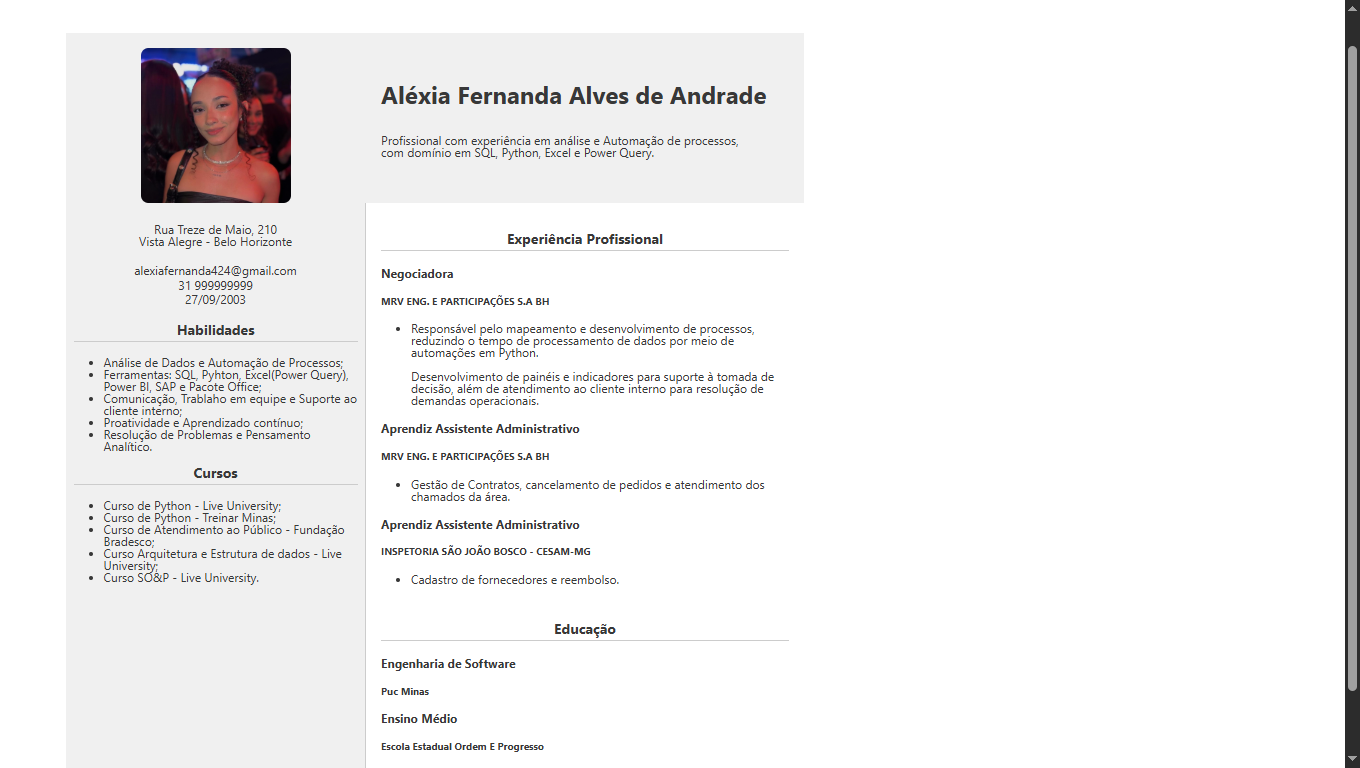 Aléxia Fernanda Alves de Andrade
Profissional com experiência em análise e Automação de processos,
com domínio em SQL, Python, Excel e Power Query.
Rua Treze de Maio, 210
Vista Alegre - Belo Horizonte
alexiafernanda424@gmail.com
31 999999999
27/09/2003
Habilidades
Análise de Dados e Automação de Processos;
Ferramentas: SQL, Pyhton, Excel(Power Query),
Power BI, SAP e Pacote Office;
Comunicação, Trablaho em equipe e Suporte ao
cliente interno;
Proatividade e Aprendizado contínuo;
Resolução de Problemas e Pensamento
Analítico.
Cursos
Curso de Python - Live University;
Curso de Python - Treinar Minas;
Curso de Atendimento ao Público - Fundação
Bradesco;
Curso Arquitetura e Estrutura de dados - Live
University;
Curso SO&P - Live University.
Experiência Profissional
Negociadora
MRV ENG. E PARTICIPAÇÕES S.A BH
Responsável pelo mapeamento e desenvolvimento de processos,
reduzindo o tempo de processamento de dados por meio de
automações em Python.
Desenvolvimento de painéis e indicadores para suporte à tomada de
decisão, além de atendimento ao cliente interno para resolução de
demandas operacionais.
Aprendiz Assistente Administrativo
MRV ENG. E PARTICIPAÇÕES S.A BH
Gestão de Contratos, cancelamento de pedidos e atendimento dos
chamados da área.
Aprendiz Assistente Administrativo
INSPETORIA SÃO JOÃO BOSCO - CESAM-MG
Cadastro de fornecedores e reembolso.
Educação
Engenharia de Software
Puc Minas
Ensino Médio
Escola Estadual Ordem E Progresso